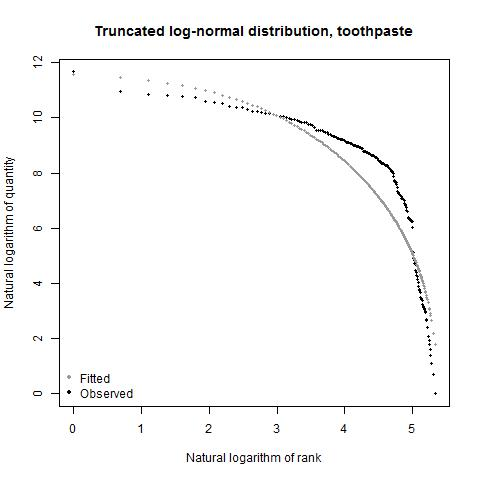 Truncated log-normal distribution, toothpaste
Natural logarithm of quantity
12
10
8
6
4
2
0
Fitted
Observed
0 1 2 3 4 5
Natural logarithm of rank